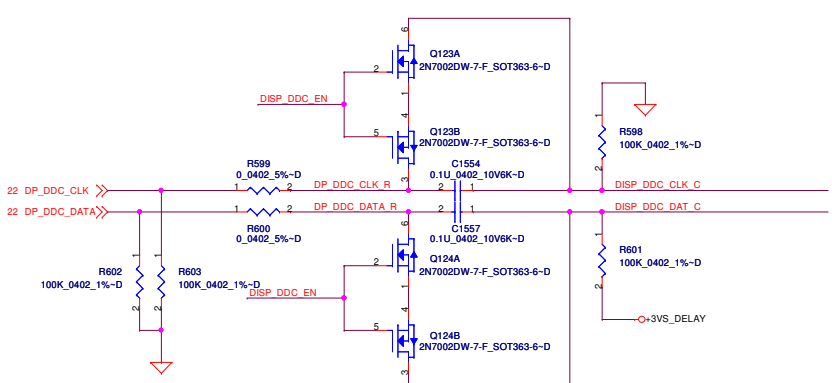 6
Q123A
2N7002DW-7-F_SOT363-6~D
2
1
DISP_DDC_EN
4
5
Q123B
2N7002DW-7-F_SOT363-6~D
3
1
R598
100K_0402_1%~D
2
R599
0_0402_5%~D
C1554
0.1U_0402_10V6K~D
22 DP_DDC_CLK
1
2
DP_DDC_CLK_R
2
1
DISP_DDC_CLK_C
22 DP_DDC_DATA
1
2
DP_DDC_DATA_R
2
1
DISP_DDC_DAT_C
R600
0_0402_5%~D
C1557
0.1U_0402_10V6K~D
6
1
1
1
R602
100K_0402_1%~D
R603
100K_0402_1%~D
2
2
2
Q124A
2N7002DW-7-F_SOT363-6~D
1
R601
100K_0402_1%~D
2
DISP_DDC_EN
4
5
Q124B
2N7002DW-7-F_SOT363-6~D
3
+3VS_DELAY